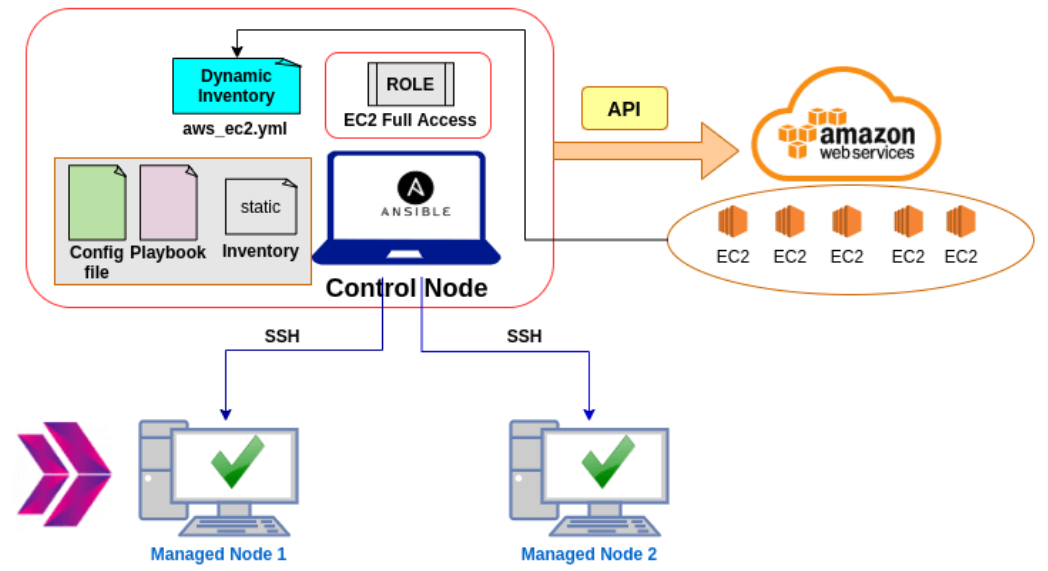 Dynamic
Inventory
aws_ec2.yml
ROLE
EC2 Full Access
API
amazon
web services
Config
file
Playbook
static
Inventory
ANSIBLE
Control Node
EC2
EC2
EC2
EC2
EC2
SSH
SSH
Managed Node 1
Managed Node 2